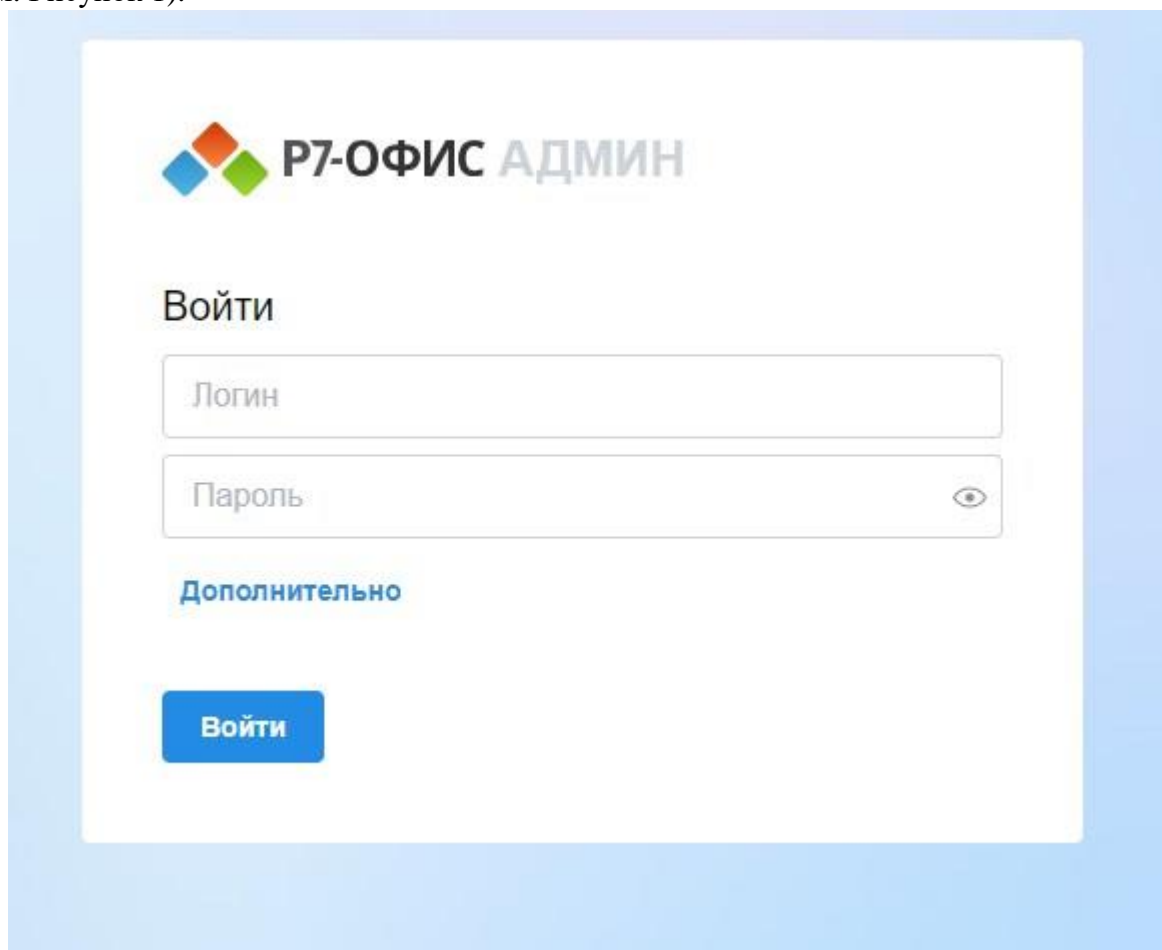 Р7-ОФИС АДМИН
Войти
Логин
Пароль
Дополнительно
Войти